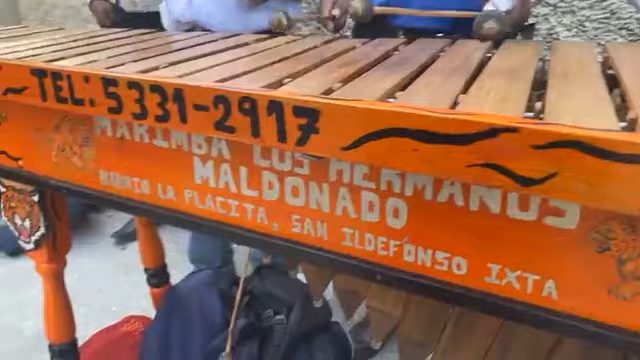 TEL: 5331-2917
MARIMBA LOS HERMANOS
MALDONADO
BARRIO LA PLACITA, SAN ILDEFONSO IXTA